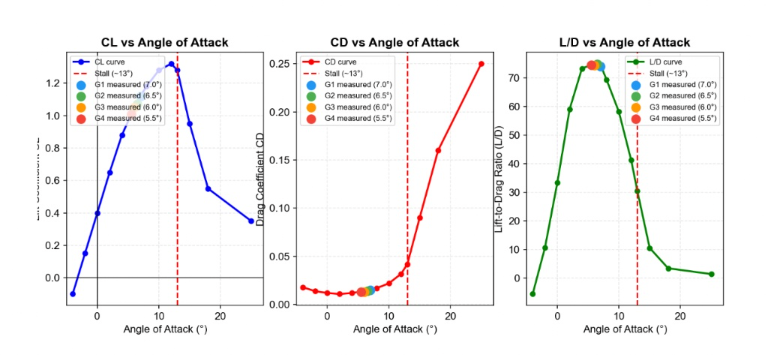 CL vs Angle of Attack
CL curve
Stall (~13°)
G1 measured (7.0°)
G2 measured (6.5°)
G3 measured (6.0°)
G4 measured (5.5°)
1.2
1.0
0.8
0.6
0.4
0.2
0.0
0
10
20
Angle of Attack (°)
CD vs Angle of Attack
CD curve
Stall (~13°)
G1 measured (7.0°)
G2 measured (6.5°)
G3 measured (6.0°)
G4 measured (5.5°)
Drag Coefficient CD
0.25
0.20
0.15
0.10
0.05
0.00
0
10
20
Angle of Attack (°)
L/D vs Angle of Attack
L/D curve
Stall (~13°)
G1 measured (7.0°)
G2 measured (6.5°)
G3 measured (6.0°)
G4 measured (5.5°)
Lift-to-Drag Ratio (L/D)
70
60
50
40
30
20
10
0
0
10
20
Angle of Attack (°)